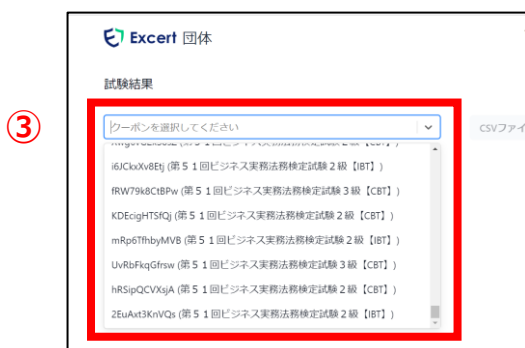 Excert 団体
試験結果
③
クーポンを選択してください
CSVファイ
i6JCkxXv8Etj (第５１回ビジネス実務法務検定試験２級【IBT】)
fRW79k8CtBPw (第５１回ビジネス実務法務検定試験３級【CBT】)
KDEcigHTSfQj (第５１回ビジネス実務法務検定試験２級【CBT】)
mRp6TfhbyMVB (第５１回ビジネス実務法務検定試験２級【IBT】)
UvRbFkqGfrsw (第５１回ビジネス実務法務検定試験３級【CBT】)
hRSipQCVXsjA (第５１回ビジネス実務法務検定試験２級【CBT】)
2EuAxt3KnVQs (第５１回ビジネス実務法務検定試験２級【IBT】)